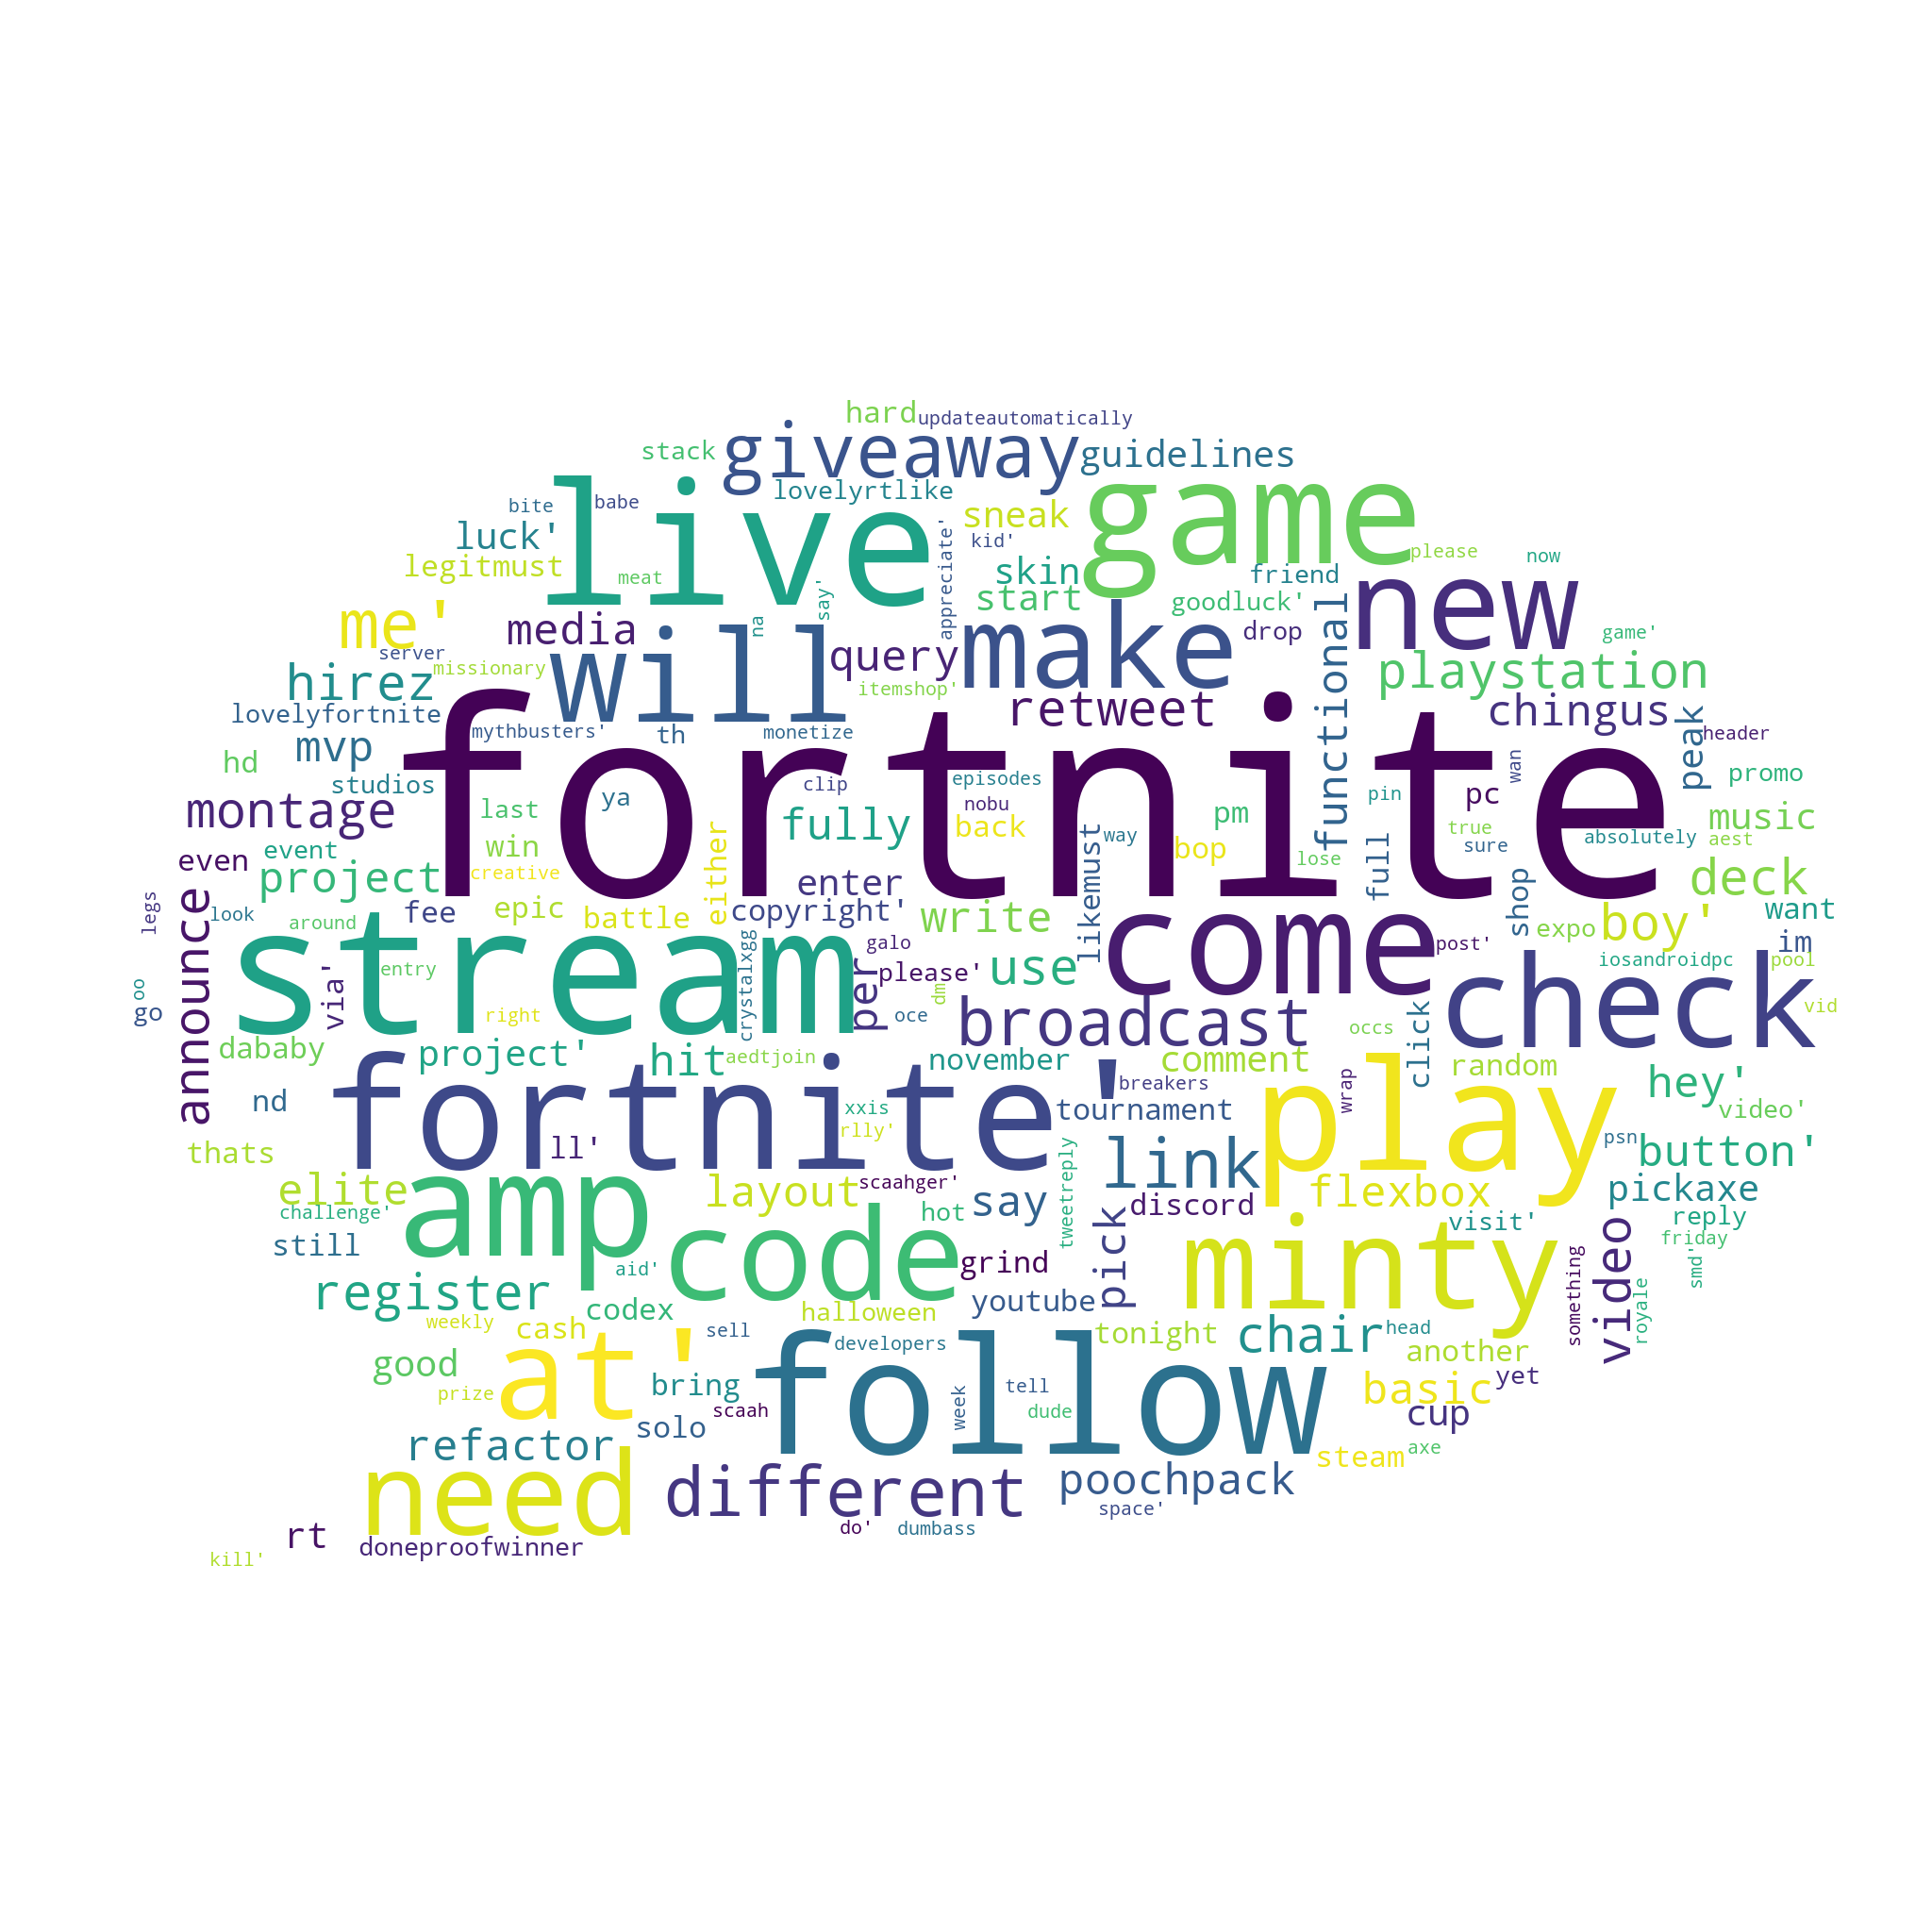 hard
updateautomatically
giveaway
guidelines
stack
live
game
lovelyrtlike
bite
babe
sneak
luck'
kid'
please
now
legitmust
meat
say'
appreciate'
skin
friend
start
goodluck'
functional
new
me'
media
na
will
make
drop
game'
server
missionary
query
hirez
itemshop'
playstation
lovelyfortnite
retweet
chingus
peak
fortnite
mythbusters'
th
monetize
header
mvp
hd
studios
ya
clip
episodes
pin
wan
promo
montage
last
nobu
pm
pc
fully
back
true
music
win
either
likemust
way
bop
sure
absolutely
aest
even
event
lose
project
creative
enter
full
deck
legs
announce
look
around
fee
epic
battle
copyright'
write
shop
expo
boy'
want
stream
come
galo
post'
im
via'
entry
crystalxgg
per
please'
use
iosandroidpc
pool
check
oo
go
right
dm
oce
broadcast
occs
click
vid
dababy
project'
hit
aedtjoin
november
comment
random
fortnite'
breakers
wrap
hey'
nd
xxis
tournament
play
video'
thats
ll'
rlly'
tweetreply
link
psn
button'
elite
amp
layout
scaahger'
say
discord
flexbox
pickaxe
challenge'
code
hot
pick
visit'
reply
still
minty
friday
aid'
grind
something
video
smd'
register
codex
halloween
youtube
royale
weekly
cash
at'
sell
developers
follow
tonight
chair
head
another
good
prize
bring
week
tell
basic
yet
scaah
dude
cup
refactor
solo
steam
axe
need
different
poochpack
space'
rt
doneproofwinner
do'
dumbass
kill'